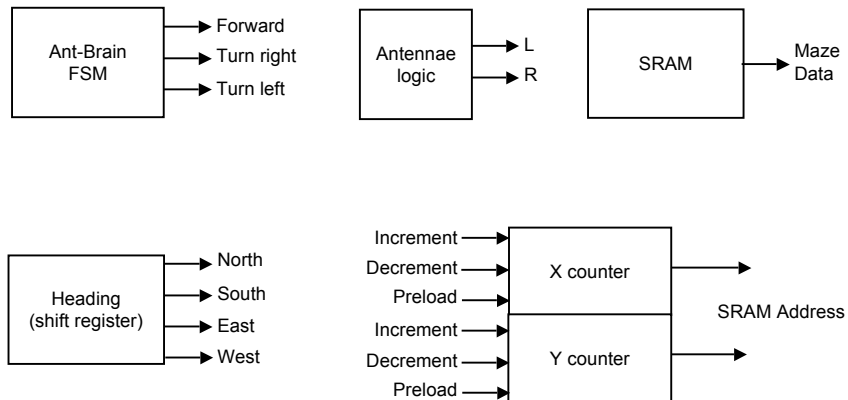 Ant-Brain
FSM
Forward
Turn right
Turn left
Antennae
logic
L
R
SRAM
Maze
Data
Heading
(shift register)
North
South
East
West
Increment
Decrement
Preload
X counter
Increment
Decrement
Preload
Y counter
SRAM Address